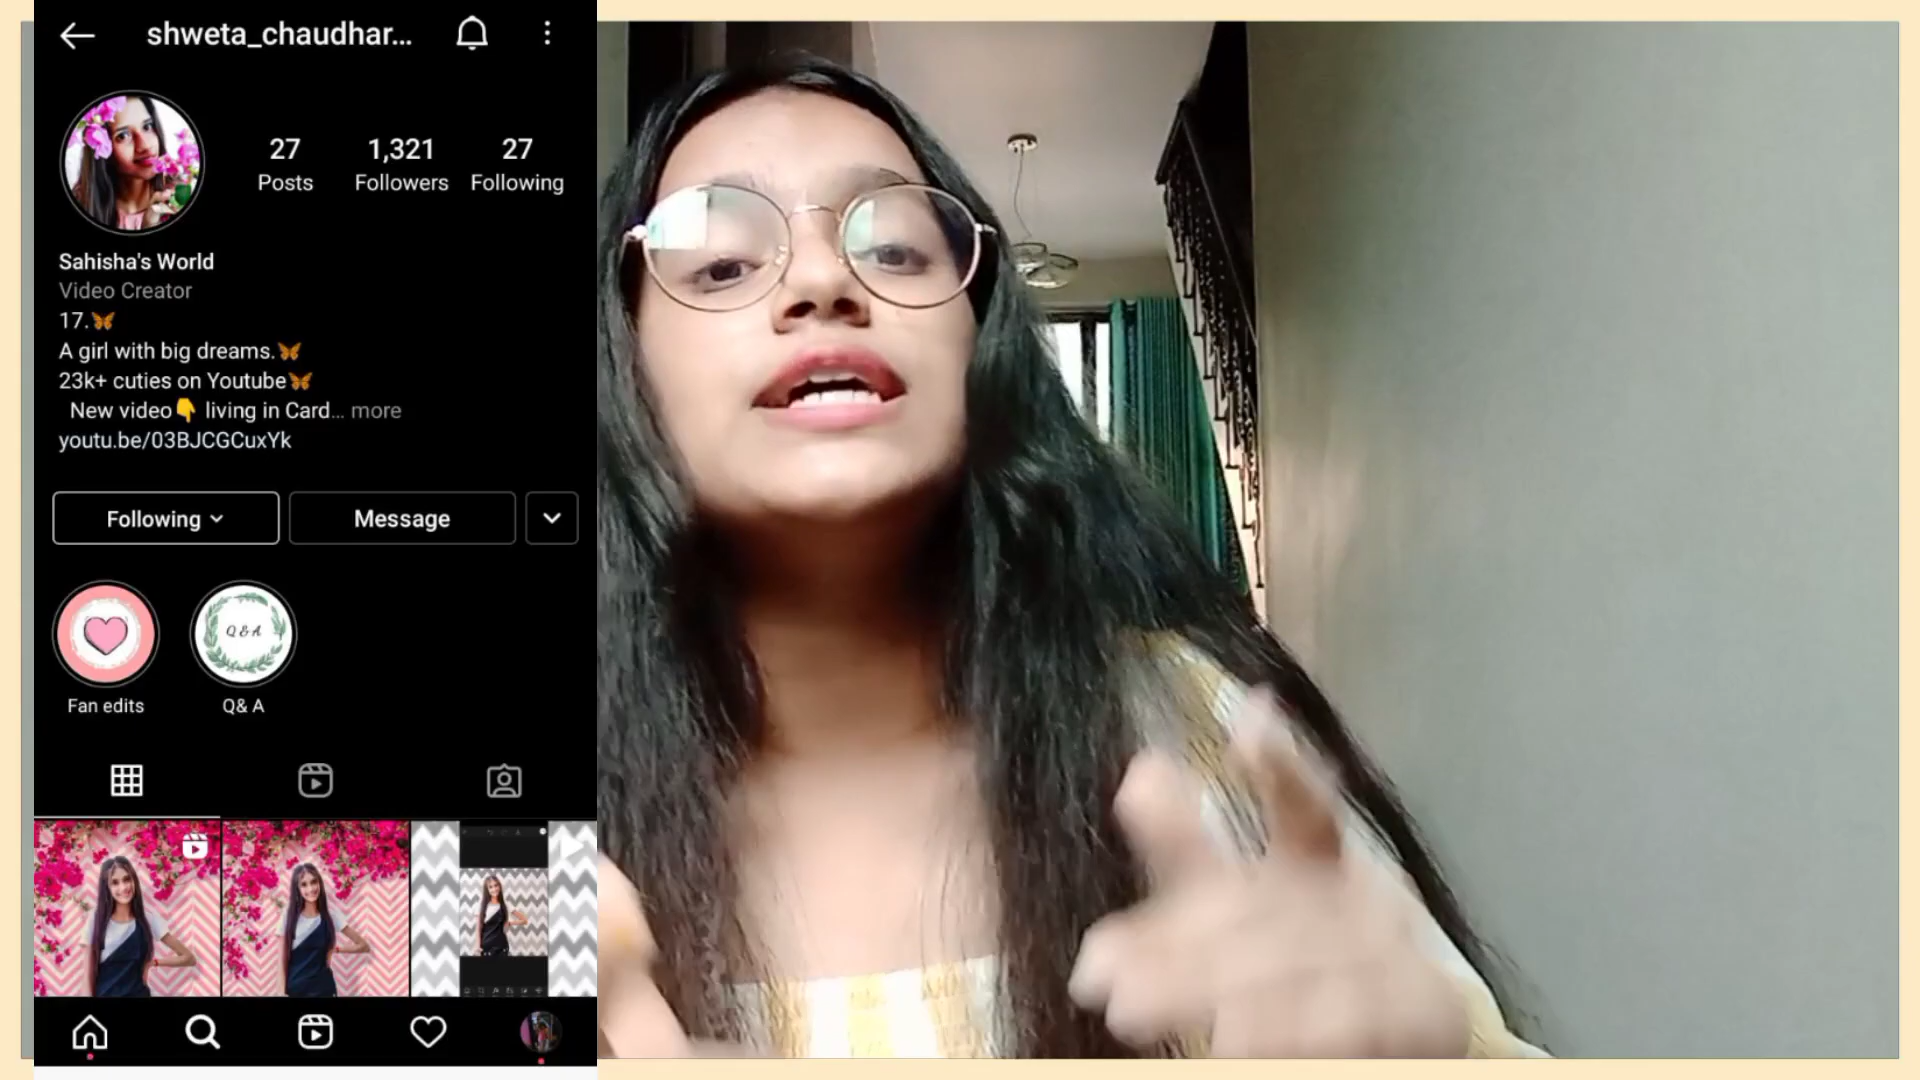 shweta_chaudhar...
27 1,321 27
Posts Followers Following
Sahisha's World
Video Creator
17.🦋
A girl with big dreams.🦋
23k+ cuties on Youtube🦋
New video👇 living in Card... more
youtu.be/03BJCGCuxYk
Following Message
Q & A
Fan edits Q& A